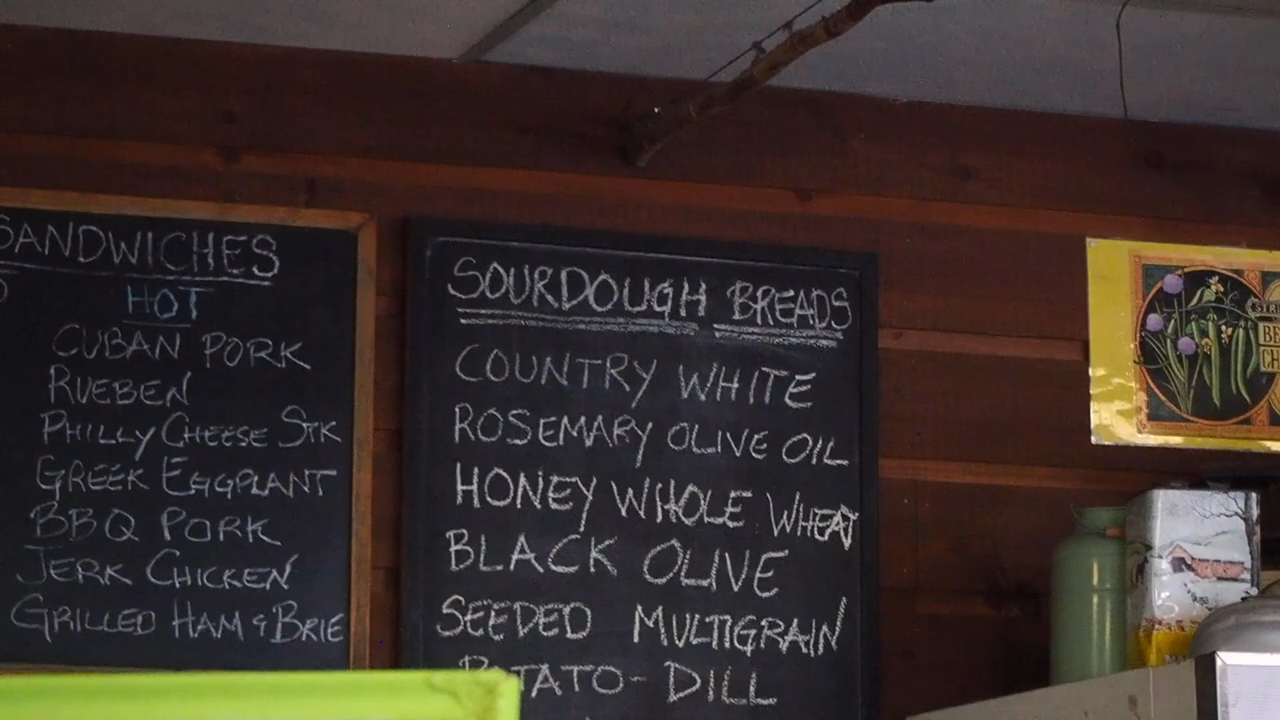 SANDWICHES
HOT
CUBAN PORK
RUEBEN
PHILLY CHEESE STK
GREEK EGGPLANT
BBQ PORK
JERK CHICKEN
GRILLED HAM & BRIE
SOURDOUGH BREADS
COUNTRY WHITE
ROSEMARY OLIVE OIL
HONEY WHOLE WHEAT
BLACK OLIVE
SEEDED MULTIGRAIN
POTATO-DILL